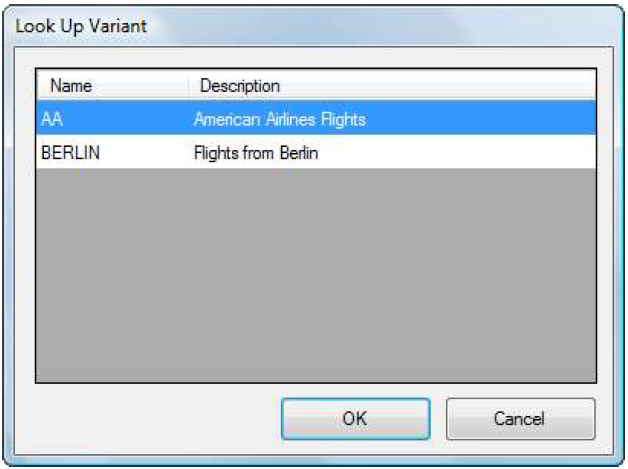 Look Up Variant
Name Description
AA American Airlines Flights
BERLIN Flights from Berlin
OK Cancel